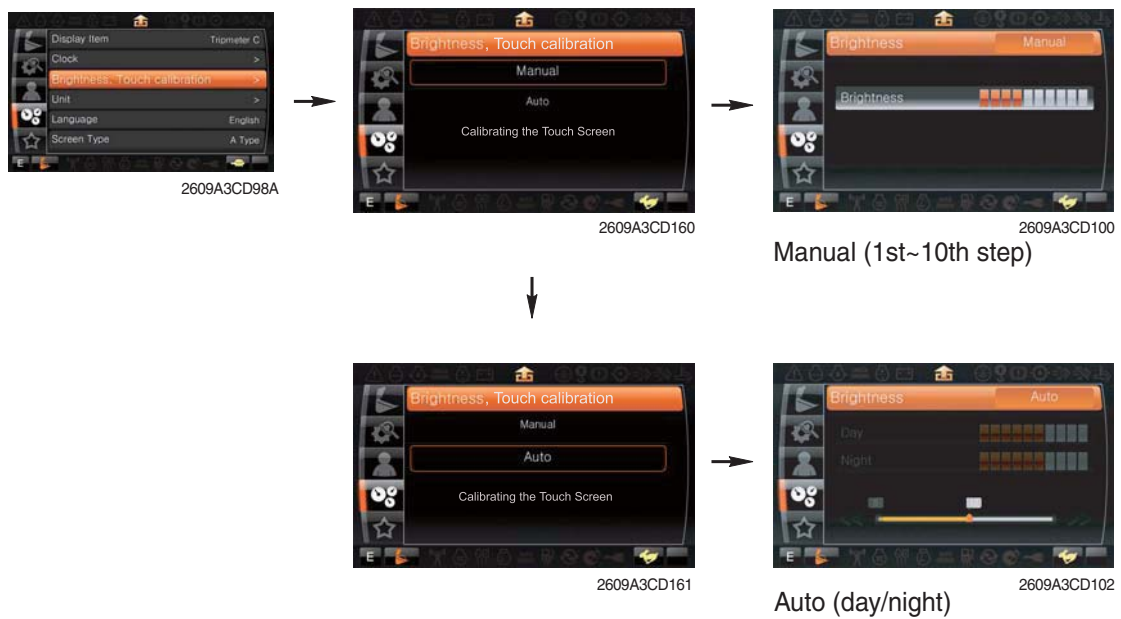 Display Item Tripmeter C
Clock >
Brightness, Touch calibration >
Unit >
Language English
Screen Type A Type
E
2609A3CD98A
Brightness, Touch calibration
Manual
Auto
Calibrating the Touch Screen
E
2609A3CD160
Brightness Manual
Brightness
E
2609A3CD100
Manual (1st~10th step)
Brightness, Touch calibration
Manual
Auto
Calibrating the Touch Screen
E
2609A3CD161
Brightness Auto
Day
Night
E
2609A3CD102
Auto (day/night)